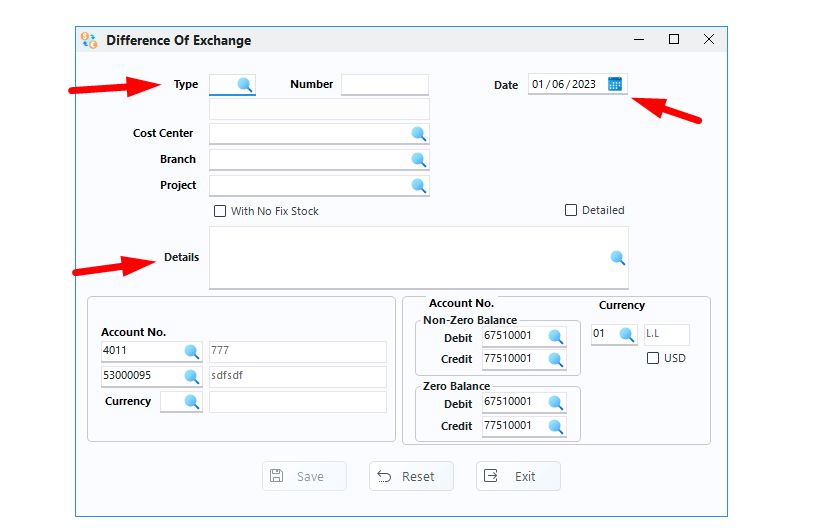 Difference Of Exchange
Type Number Date 01/06/2023
Cost Center
Branch
Project
With No Fix Stock Detailed
Details
Account No.
4011 777
53000095 sdfsdf
Currency
Account No. Currency
Non-Zero Balance
Debit 67510001 01 L.L
Credit 77510001 USD
Zero Balance
Debit 67510001
Credit 77510001
Save Reset Exit